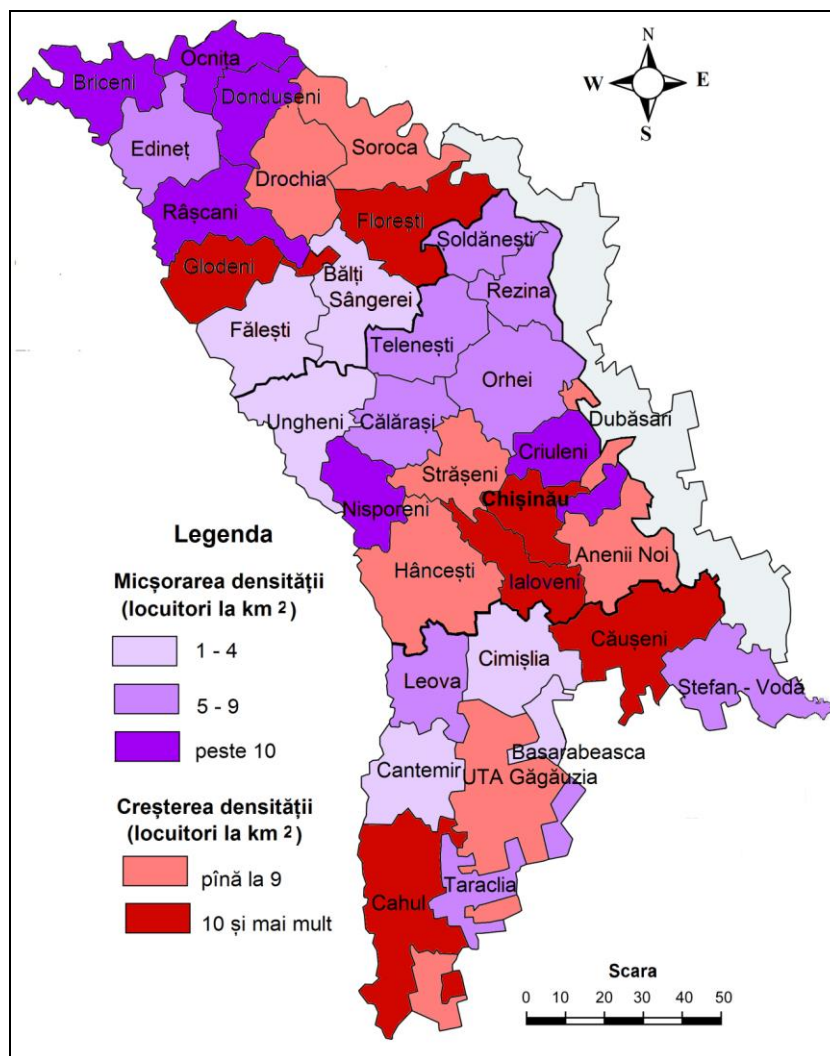 N
W E
S
Ocnița
Briceni
Dondușeni
Edineț
Soroca
Drochia
Râșcani
Florești
Șoldănești
Glodeni
Bălți
Sângerei
Rezina
Fălești
Telenești
Orhei
Ungheni
Călărași
Dubăsari
Criuleni
Strășeni
Chișinău
Nisporeni
Anenii Noi
Hâncești
Ialoveni
Căușeni
Cimișlia
Leova
Ștefan - Vodă
Basarabeasca
Cantemir
UTA Găgăuzia
Taraclia
Cahul
Legenda
Micșorarea densității
(locuitori la km 2)
1 - 4
5 - 9
peste 10
Creșterea densității
(locuitori la km 2)
pînă la 9
10 și mai mult
Scara
0 10 20 30 40 50